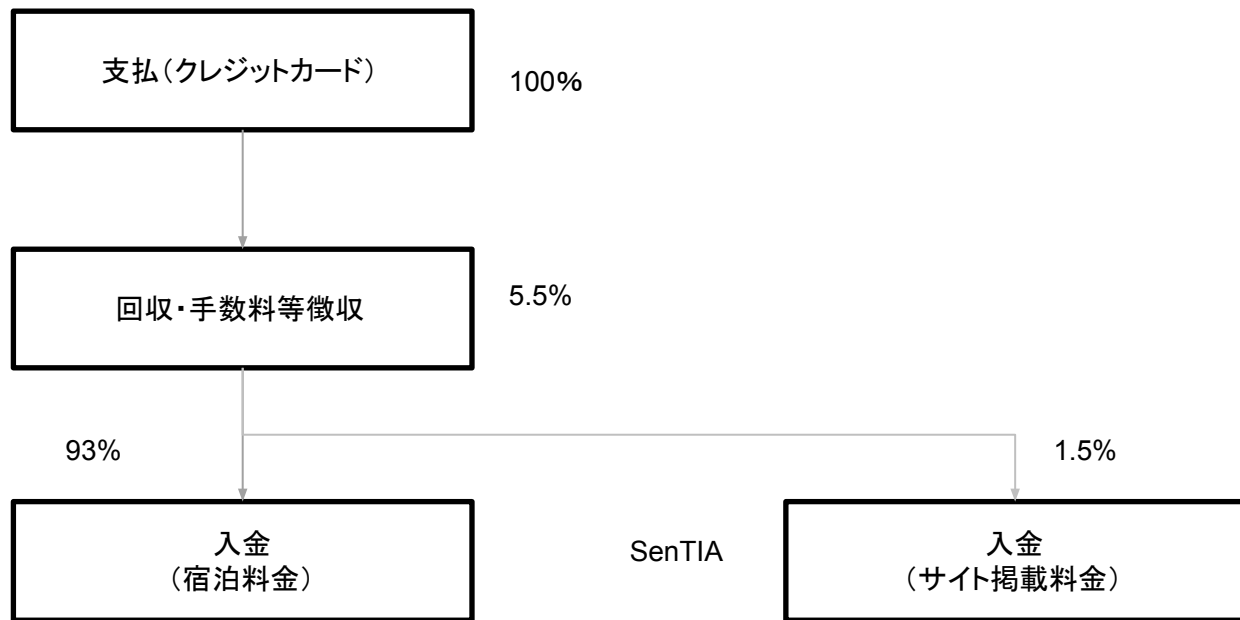 支払（クレジットカード）
100%
回収・手数料等徴収
5.5%
93%
1.5%
入金
（宿泊料金）
SenTIA
入金
（サイト掲載料金）